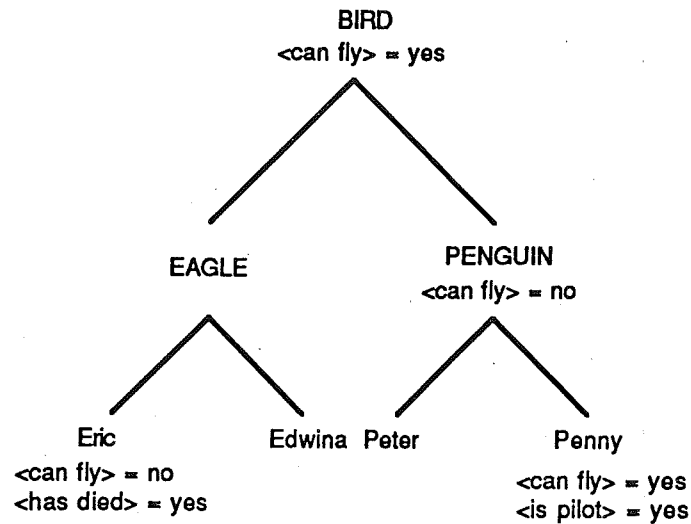 BIRD
<can fly> = yes
EAGLE
PENGUIN
<can fly> = no
Eric
<can fly> = no
<has died> = yes
Edwina
Peter
Penny
<can fly> = yes
<is pilot> = yes